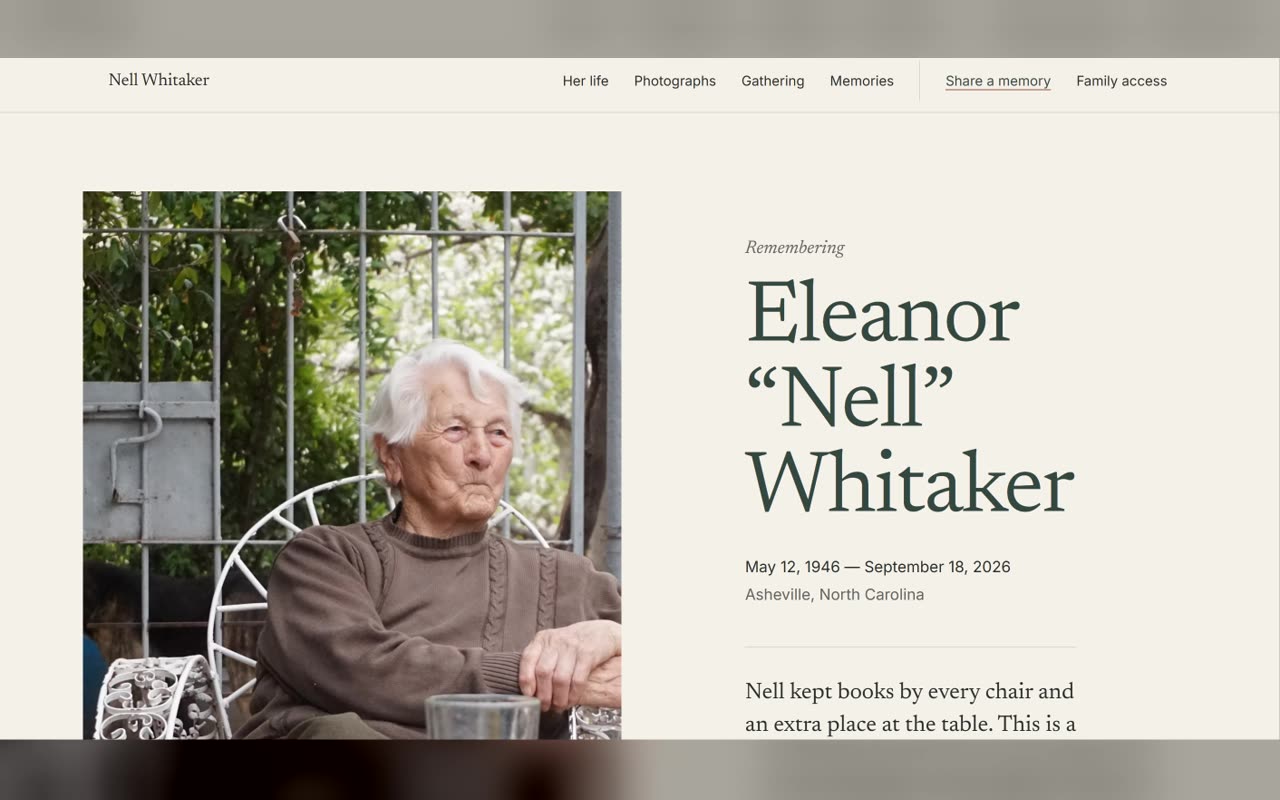 Nell Whitaker
Her life
Photographs
Gathering
Memories
Share a memory
Family access
Remembering
Eleanor
“Nell”
Whitaker
May 12, 1946 — September 18, 2026
Asheville, North Carolina
Nell kept books by every chair and
an extra place at the table. This is a